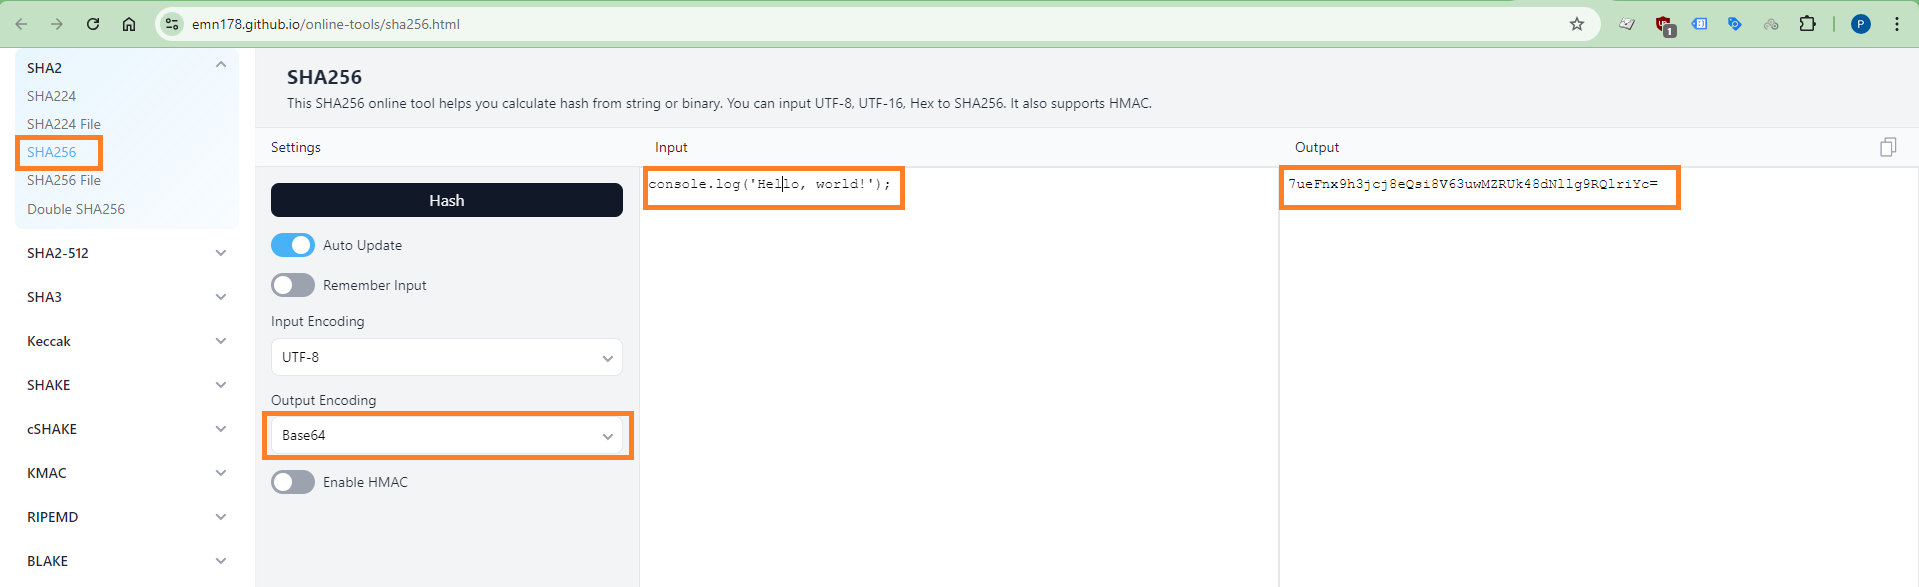 emn178.github.io/online-tools/sha256.html
1
P
SHA2
SHA224
SHA224 File
SHA256
SHA256 File
Double SHA256
SHA2-512
SHA3
Keccak
SHAKE
cSHAKE
KMAC
RIPEMD
BLAKE
SHA256
This SHA256 online tool helps you calculate hash from string or binary. You can input UTF-8, UTF-16, Hex to SHA256. It also supports HMAC.
Settings
Hash
Auto Update
Remember Input
Input Encoding
UTF-8
Output Encoding
Base64
Enable HMAC
Input
console.log('Hello, world!');
Output
7ueFnx9h3jcj8eQsi8V63uwMZRUk48dNllg9RQlriYc=